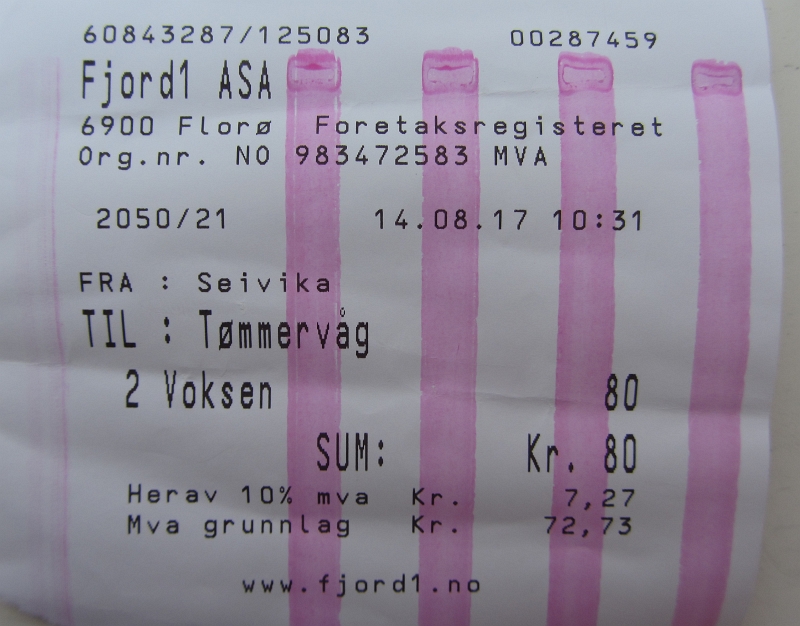 60843287/125083 00287459
Fjord1 ASA
6900 Florø Foretaksregisteret
Org.nr. NO 983472583 MVA
2050/21 14.08.17 10:31
FRA : Seivika
TIL : Tømmervåg
2 Voksen 80
SUM: Kr. 80
Herav 10% mva Kr. 7,27
Mva grunnlag Kr. 72,73
www.fjord1.no